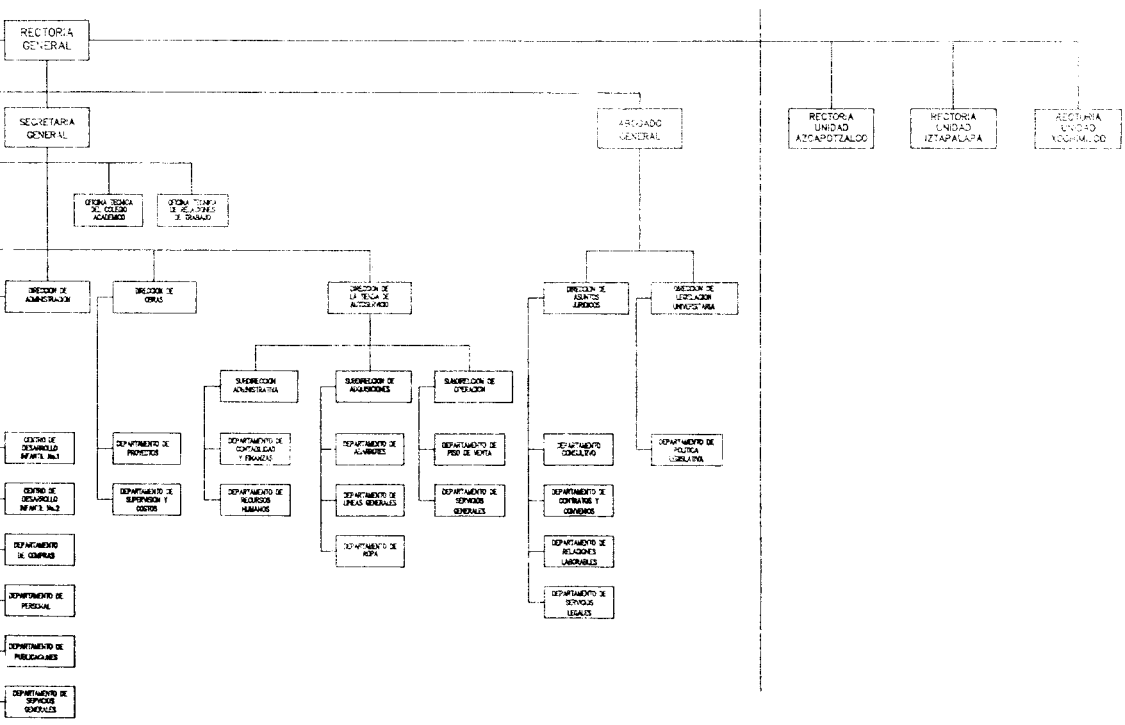 RECTORIA
GENERAL
SECRETARIA
GENERAL
ABOGADO
GENERAL
RECTORIA
UNIDAD
AZCAPOTZALCO
RECTORIA
UNIDAD
IZTAPALAPA
RECTORIA
UNIDAD
XOCHIMILCO
OFICINA TECNICA
DEL COLEGIO
ACADEMICO
OFICINA TECNICA
DE RELACIONES
DE TRABAJO
DIRECCION DE
ADMINISTRACION
DIRECCION DE
OBRAS
DIRECCION DE
LA TIENDA DE
AUTOSERVICIO
DIRECCION DE
ASUNTOS
JURIDICOS
DIRECCION DE
LEGISLACION
UNIVERSITARIA
SUBDIRECCION
ADMINISTRATIVA
SUBDIRECCION DE
ADQUISICIONES
SUBDIRECCION DE
OPERACION
CENTRO DE
DESARROLLO
INFANTIL No.1
DEPARTAMENTO DE
PROYECTOS
DEPARTAMENTO DE
CONTABILIDAD
Y FINANZAS
DEPARTAMENTO DE
ABARROTES
DEPARTAMENTO DE
PISO DE VENTA
DEPARTAMENTO
CONSULTIVO
DEPARTAMENTO DE
POLITICA
LEGISLATIVA
CENTRO DE
DESARROLLO
INFANTIL No.2
DEPARTAMENTO DE
SUPERVISION Y
COSTOS
DEPARTAMENTO DE
RECURSOS
HUMANOS
DEPARTAMENTO DE
LINEAS GENERALES
DEPARTAMENTO DE
SERVICIOS
GENERALES
DEPARTAMENTO DE
CONTRATOS Y
CONVENIOS
DEPARTAMENTO
DE COMPRAS
DEPARTAMENTO DE
ROPA
DEPARTAMENTO DE
RELACIONES
LABORABLES
DEPARTAMENTO DE
PERSONAL
DEPARTAMENTO DE
SERVICIOS
LEGALES
DEPARTAMENTO DE
PUBLICACIONES
DEPARTAMENTO DE
SERVICIOS
GENERALES